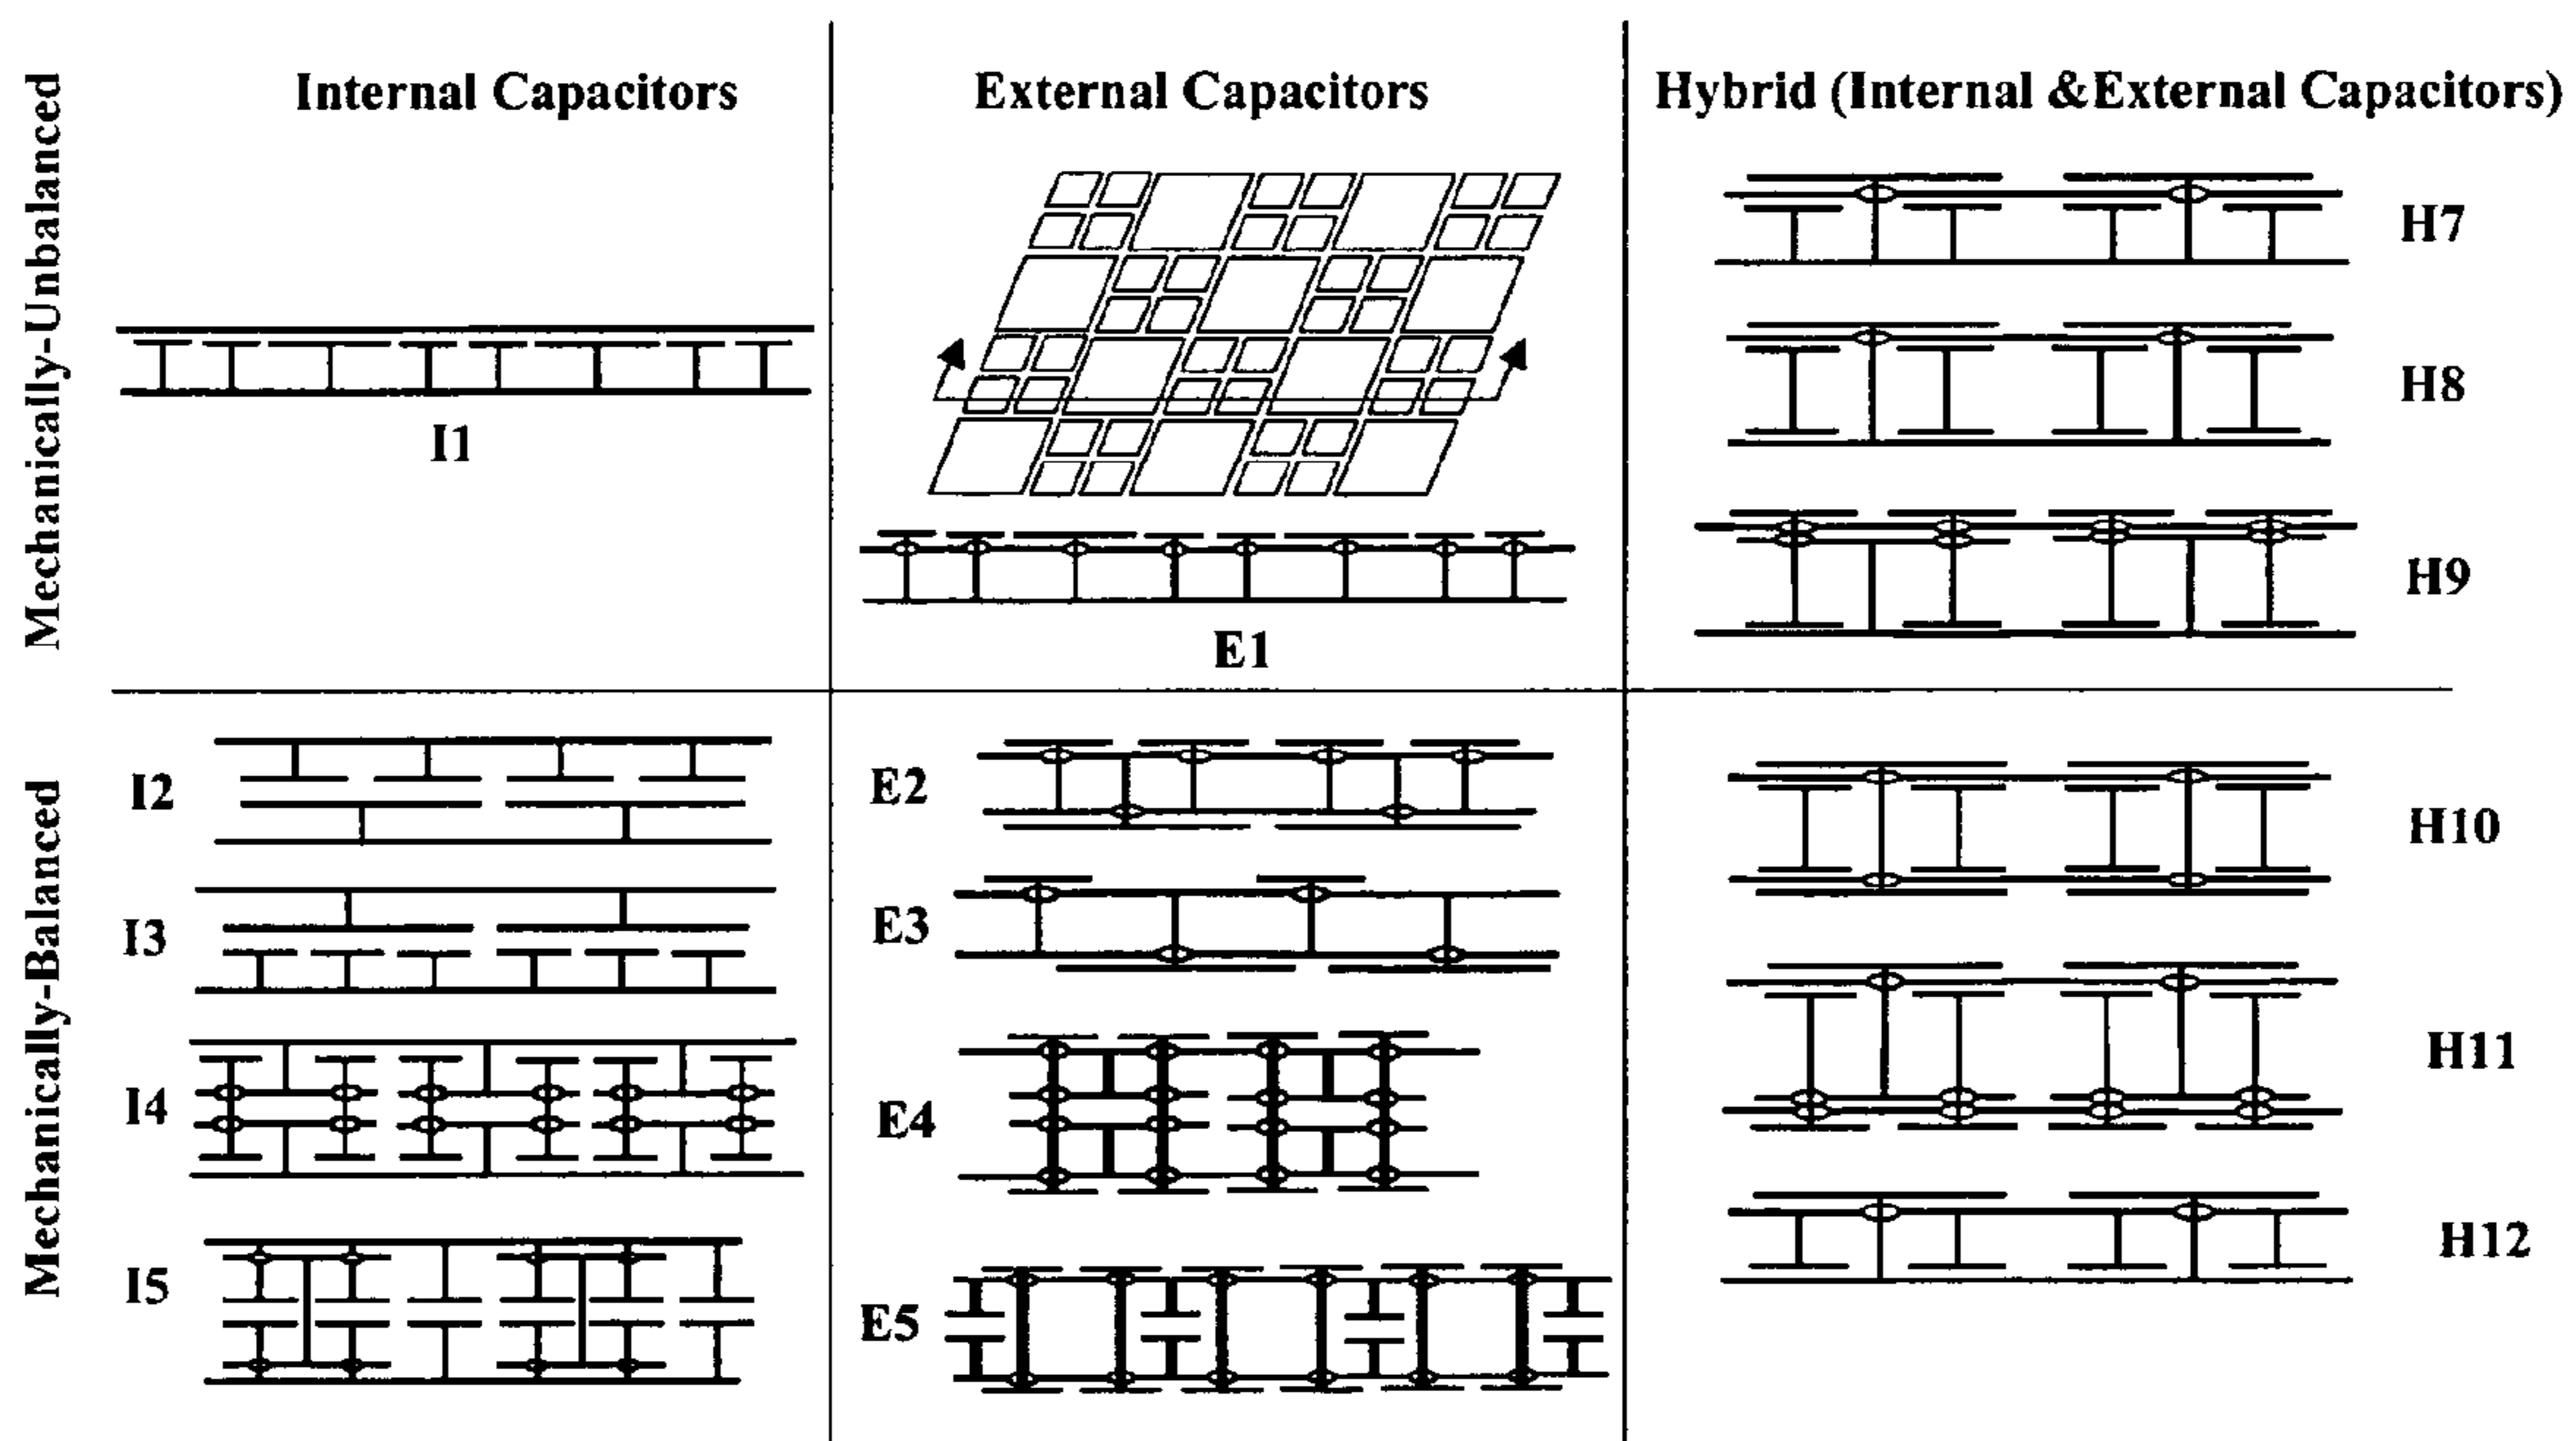 Mechanically-Unbalanced
Internal Capacitors
External Capacitors
Hybrid (Internal &External Capacitors)
I1
E1
H7
H8
H9
Mechanically-Balanced
I2
I3
I4
I5
E2
E3
E4
E5
H10
H11
H12